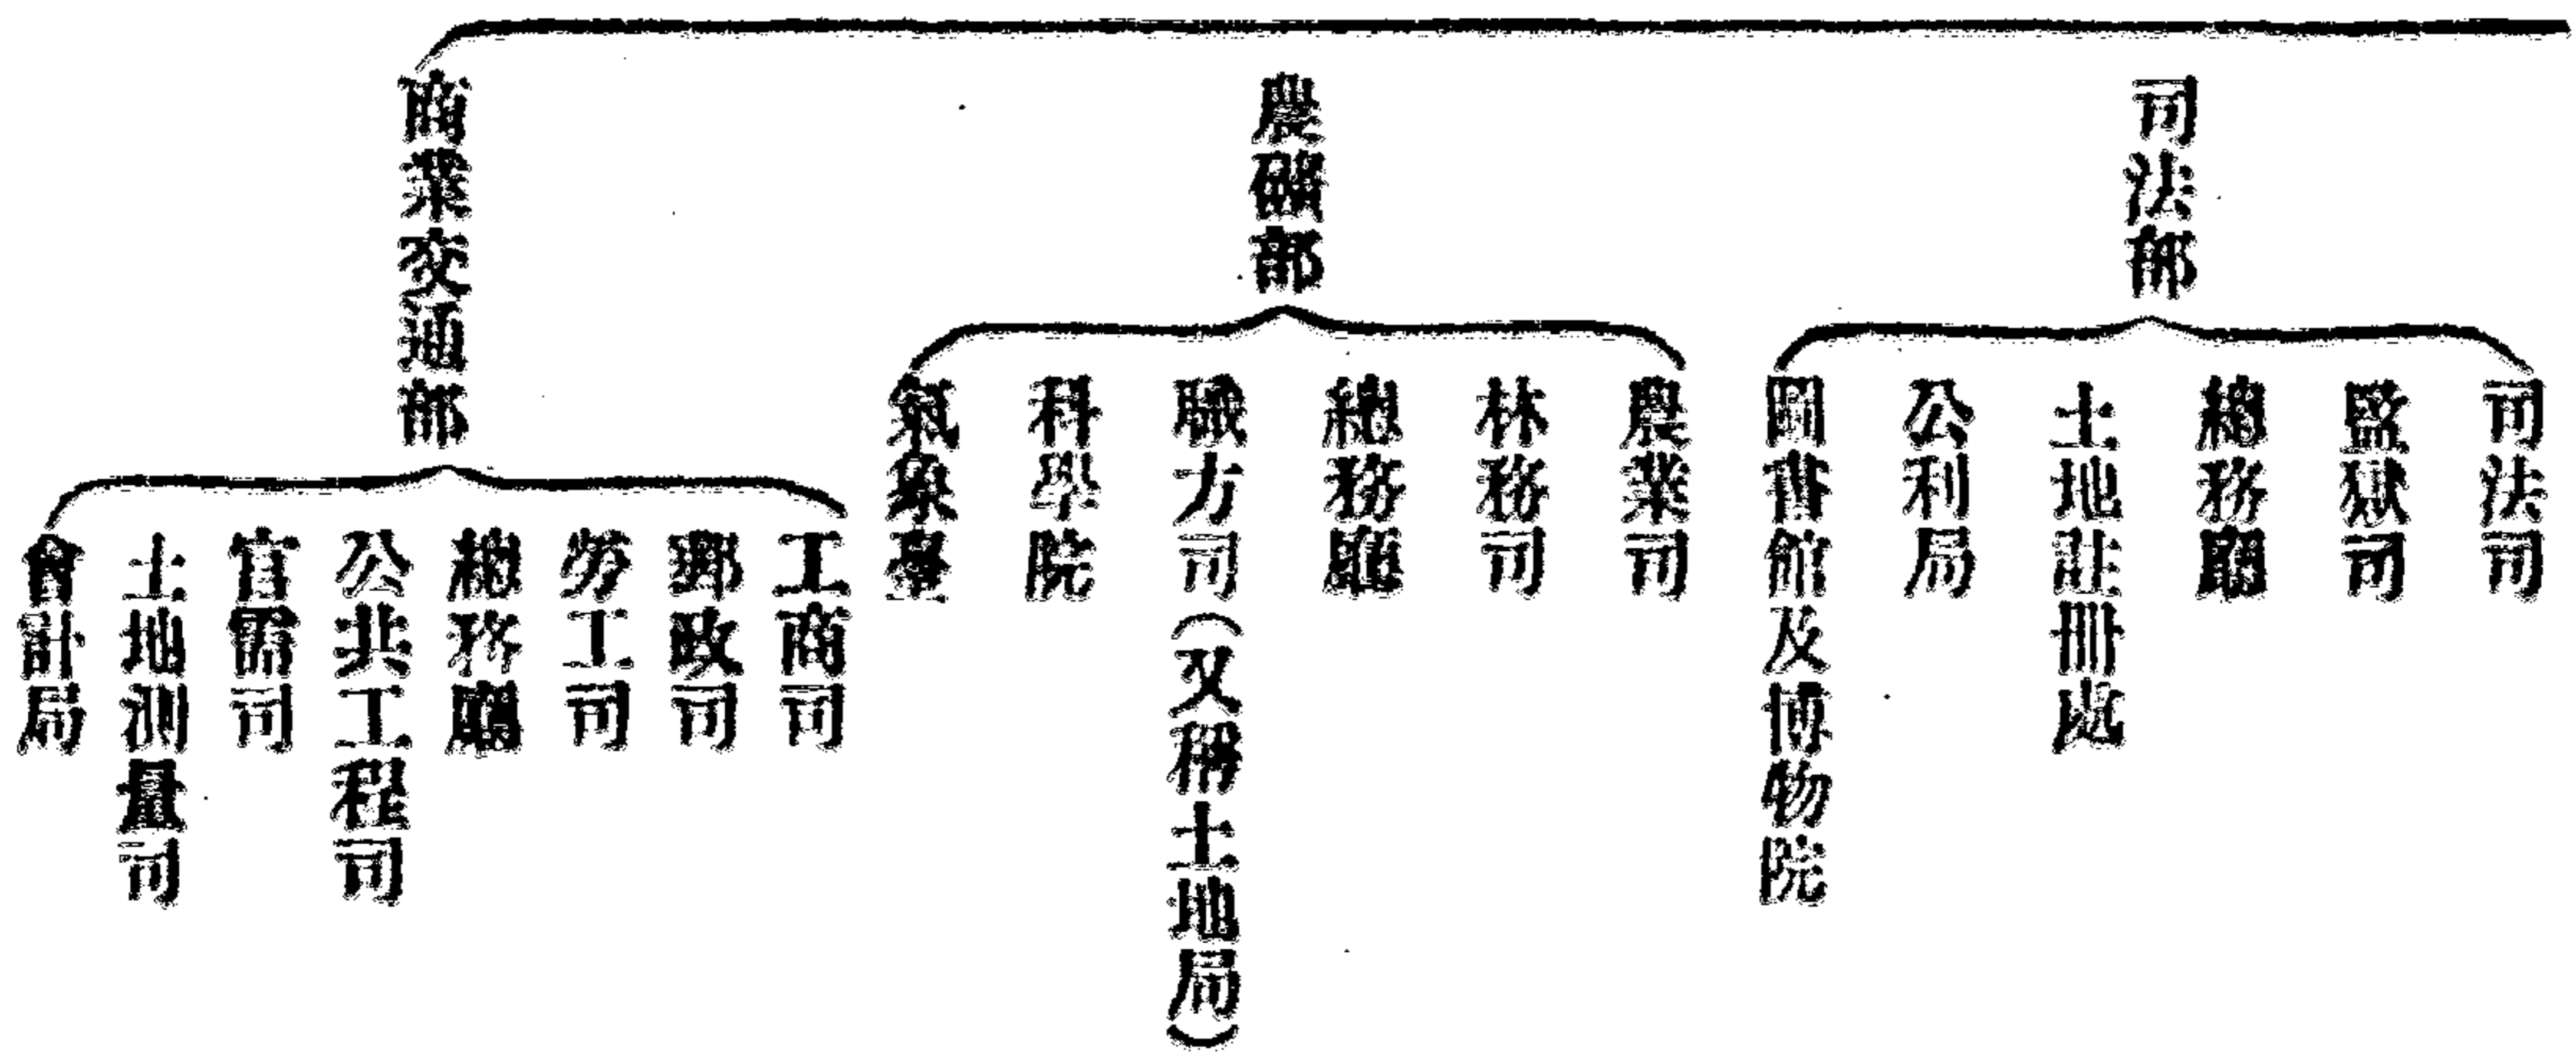 司法部
司法司
監獄司
總務廳
土地註冊處
公利局
圖書館及博物院
農礦部
農業司
林務司
總務廳
職方司（又稱土地局）
科學院
氣象臺
商業交通部
工商司
郵政司
勞工司
總務廳
公共工程司
官需司
土地測量司
會計局